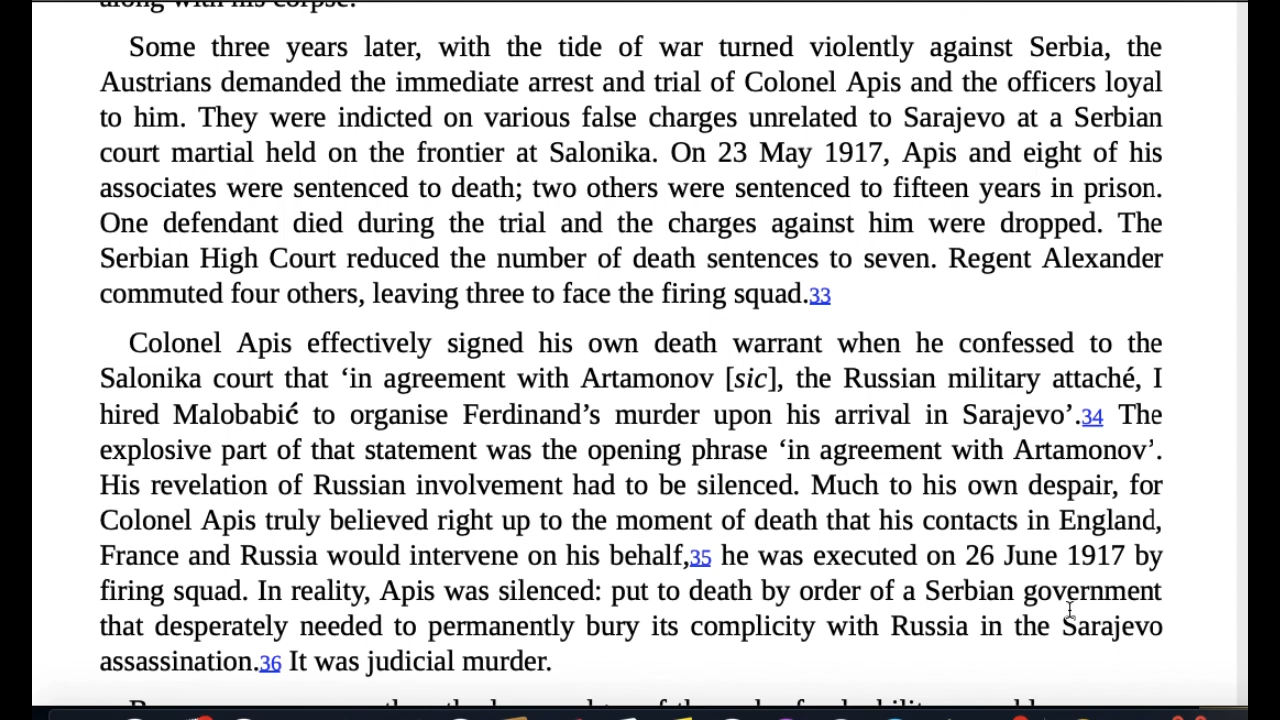 along with his corpse.
Some three years later, with the tide of war turned violently against Serbia, the
Austrians demanded the immediate arrest and trial of Colonel Apis and the officers loyal
to him. They were indicted on various false charges unrelated to Sarajevo at a Serbian
court martial held on the frontier at Salonika. On 23 May 1917, Apis and eight of his
associates were sentenced to death; two others were sentenced to fifteen years in prison.
One defendant died during the trial and the charges against him were dropped. The
Serbian High Court reduced the number of death sentences to seven. Regent Alexander
commuted four others, leaving three to face the firing squad.33
Colonel Apis effectively signed his own death warrant when he confessed to the
Salonika court that ‘in agreement with Artamonov [sic], the Russian military attaché, I
hired Malobabić to organise Ferdinand’s murder upon his arrival in Sarajevo’.34 The
explosive part of that statement was the opening phrase ‘in agreement with Artamonov’.
His revelation of Russian involvement had to be silenced. Much to his own despair, for
Colonel Apis truly believed right up to the moment of death that his contacts in England,
France and Russia would intervene on his behalf,35 he was executed on 26 June 1917 by
firing squad. In reality, Apis was silenced: put to death by order of a Serbian government
that desperately needed to permanently bury its complicity with Russia in the Sarajevo
assassination.36 It was judicial murder.